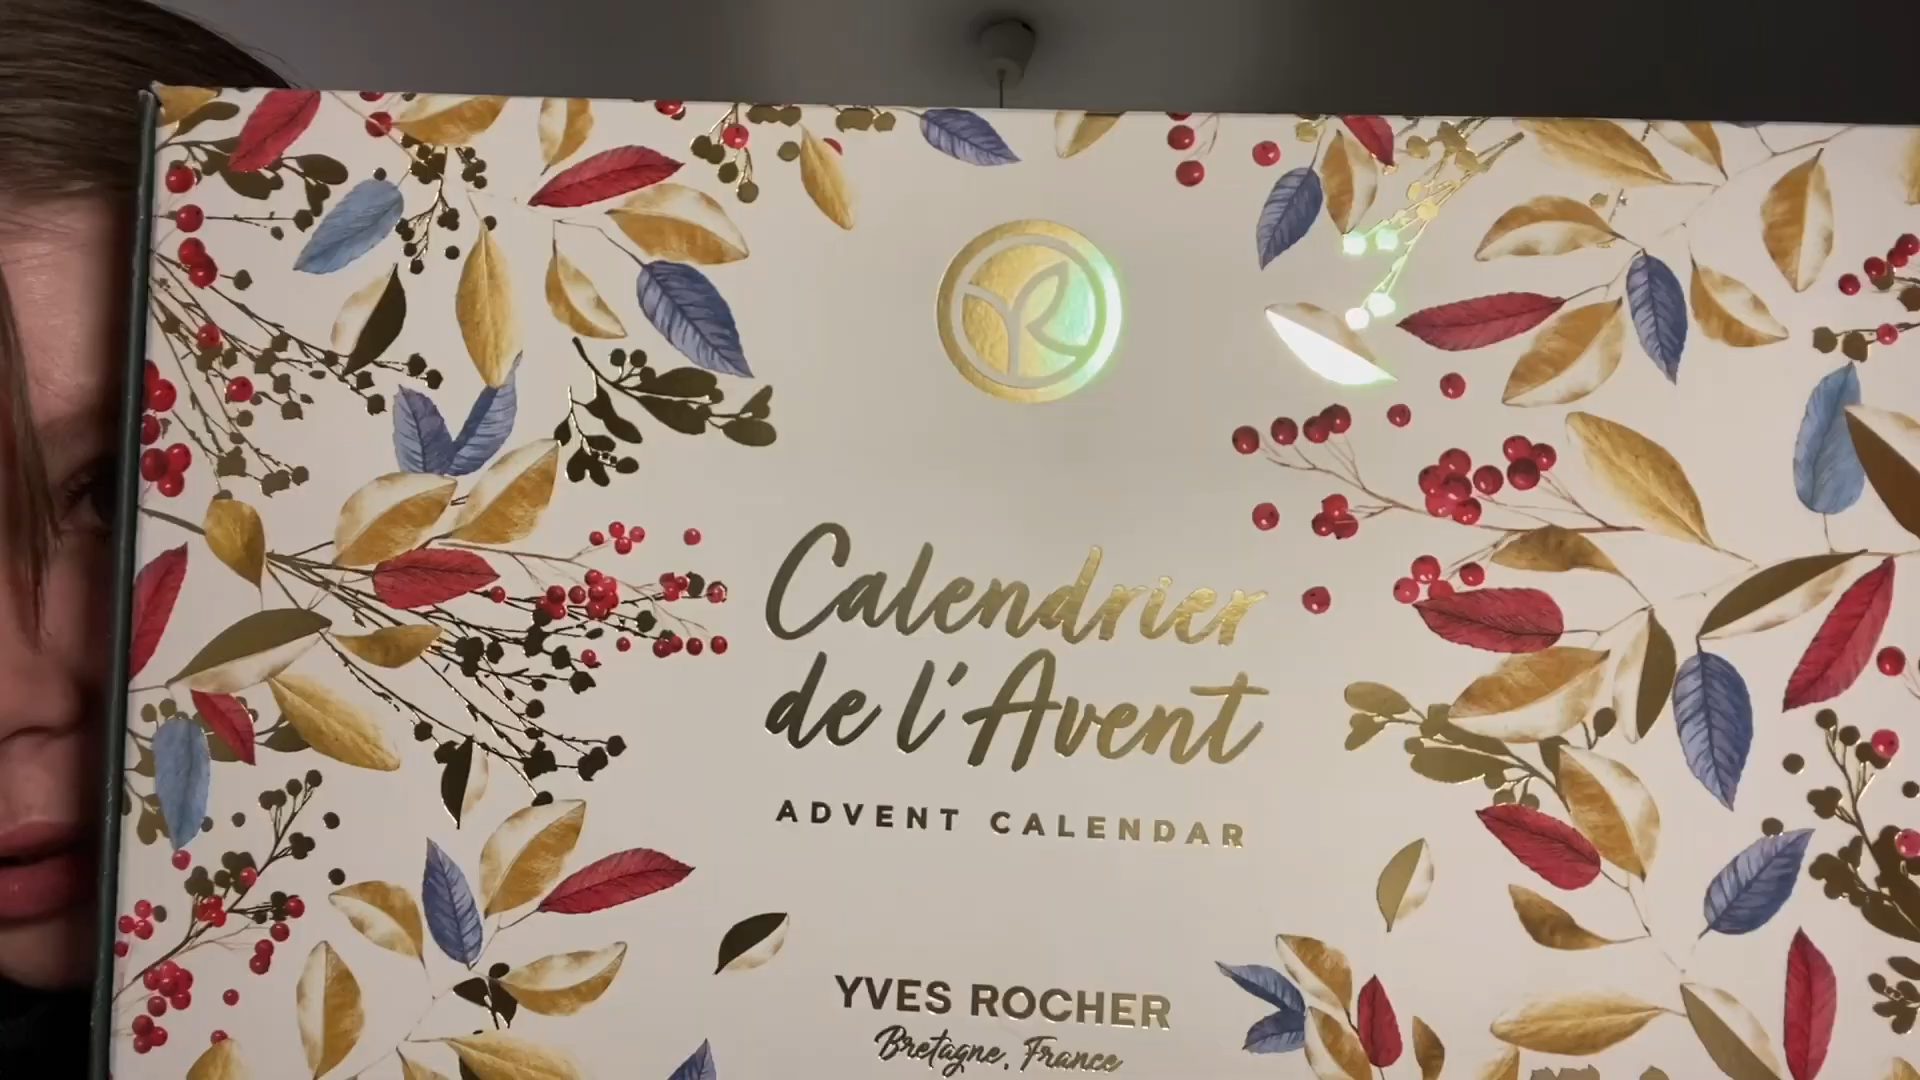 Calendrier
de l'Avent
ADVENT CALENDAR
YVES ROCHER
Bretagne, France